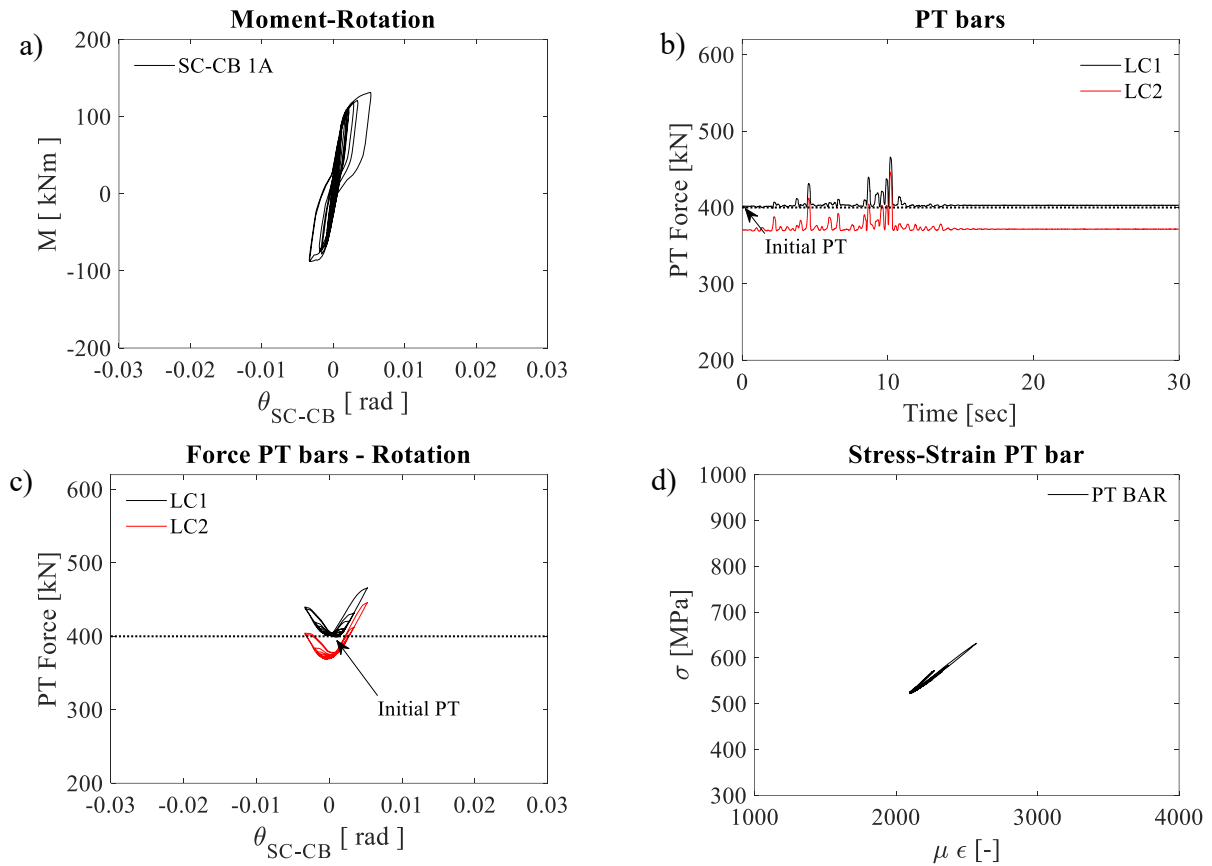 a)
Moment-Rotation
SC-CB 1A
M [ kNm ]
200
100
0
-100
-200
-0.03 -0.02 -0.01 0 0.01 0.02 0.03
θSC-CB [ rad ]
b)
PT bars
LC1
LC2
Initial PT
PT Force [kN]
600
500
400
300
200
0 10 20 30
Time [sec]
c)
Force PT bars - Rotation
LC1
LC2
Initial PT
PT Force [kN]
600
500
400
300
200
-0.03 -0.02 -0.01 0 0.01 0.02 0.03
θSC-CB [ rad ]
d)
Stress-Strain PT bar
PT BAR
σ [MPa]
1000
900
800
700
600
500
400
300
1000 2000 3000 4000
μ ϵ [-]